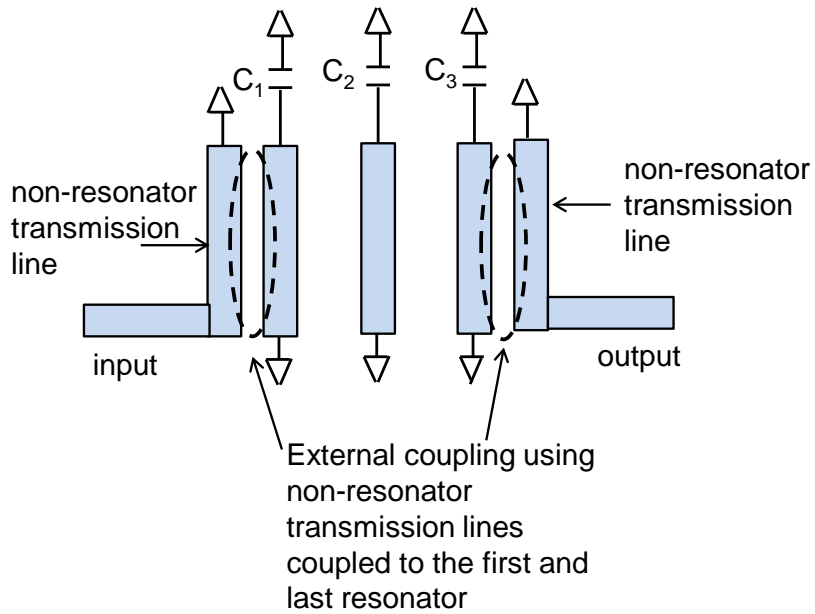 C1
C2
C3
non-resonator
transmission
line
non-resonator
transmission
line
input
output
External coupling using
non-resonator
transmission lines
coupled to the first and
last resonator